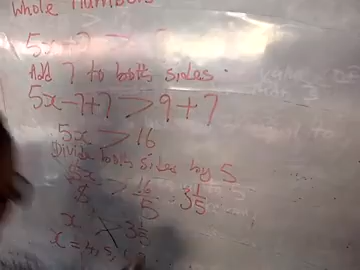 Whole numbers
5x-7 >
Add 7 to both sides.
5x-7+7 > 9+7
5x > 16
Divide both sides by 5
5x/5 > 16/5 = 3 1/5
x > 3 1/5
x = 4, 5,